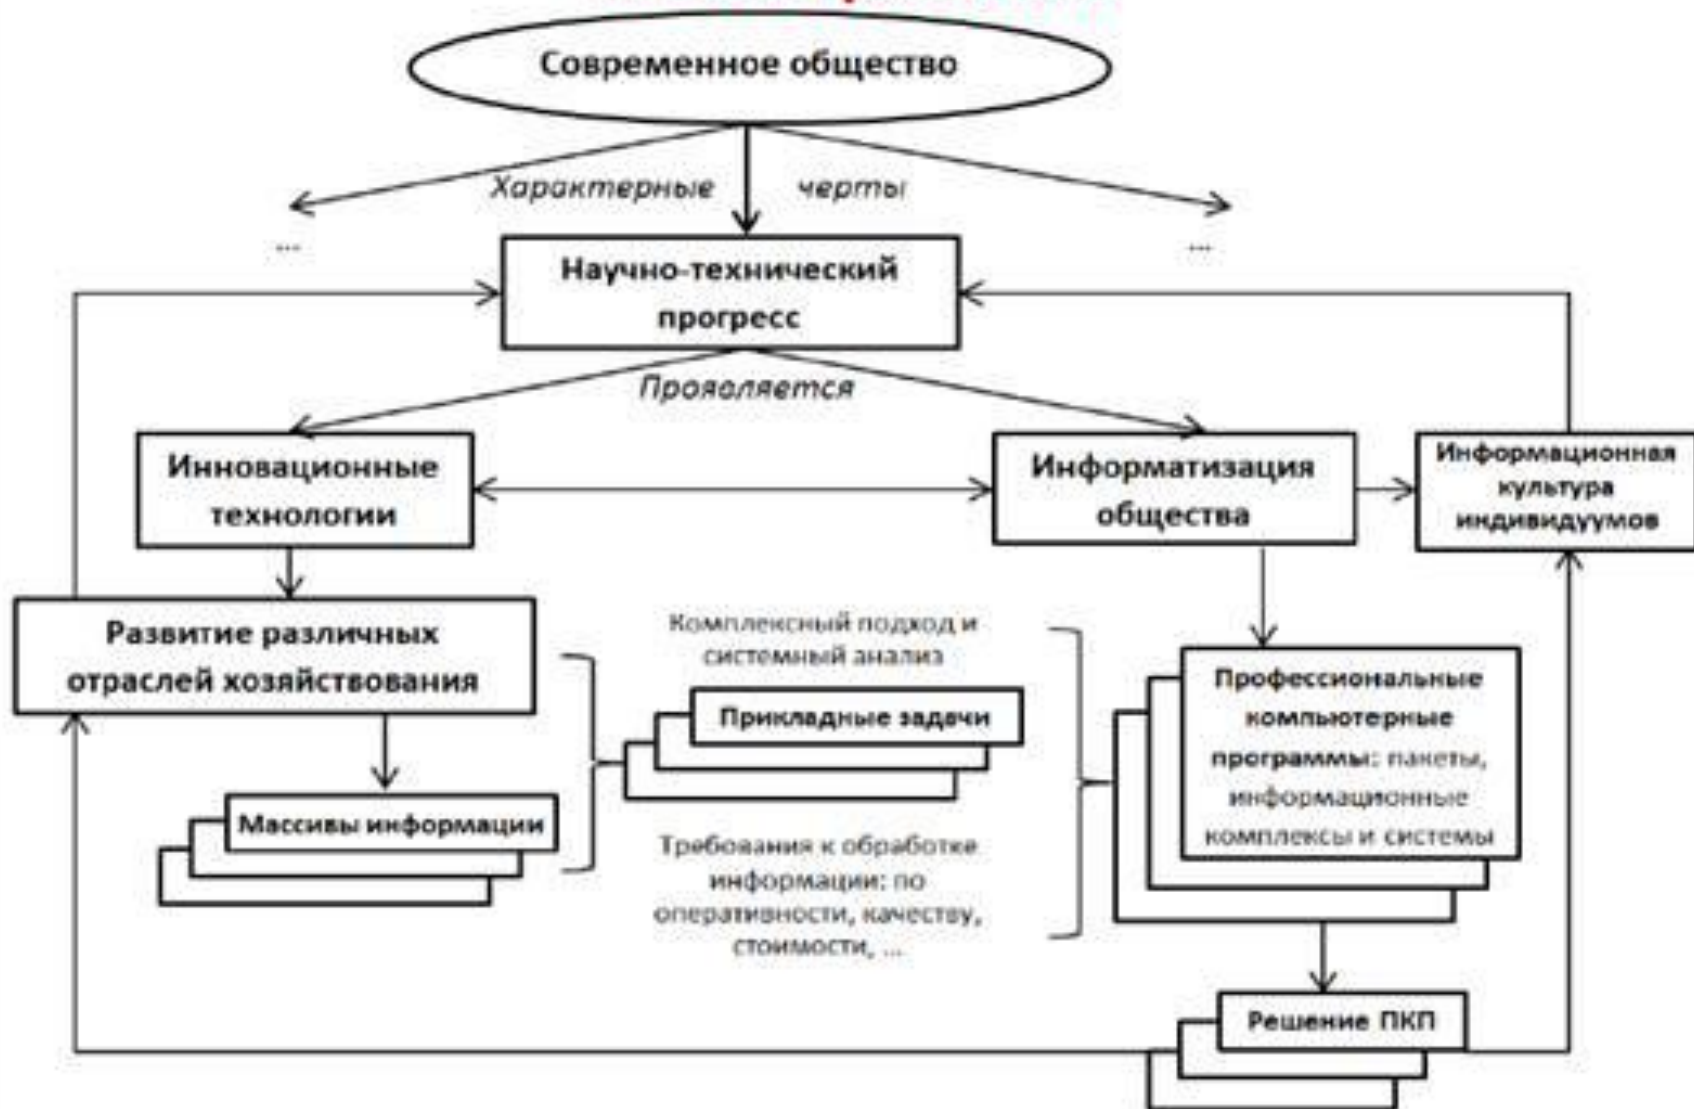 Современное общество
Характерные черты
...
...
Научно-технический
прогресс
Проявляется
Инновационные
технологии
Информатизация
общества
Информационная
культура
индивидуумов
Развитие различных
отраслей хозяйствования
Комплексный подход и
системный анализ
Прикладные задачи
Массивы информации
Требования к обработке
информации: по
оперативности, качеству,
стоимости, ...
Профессиональные
компьютерные
программы: пакеты,
информационные
комплексы и системы
Решение ПКП